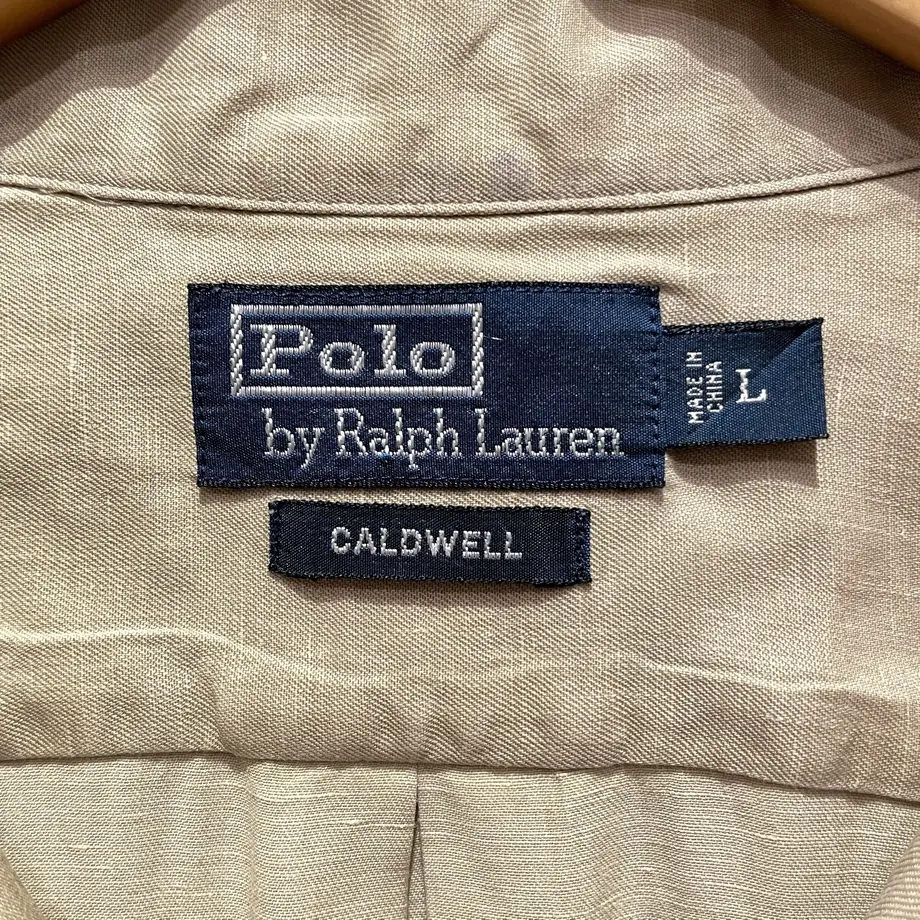 Polo
by Ralph Lauren
MADE IN
CHINA
L
CALDWELL